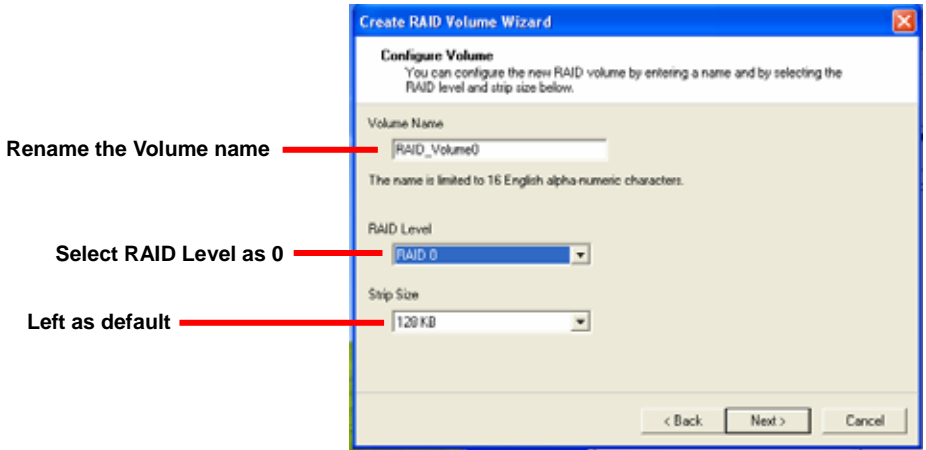 Create RAID Volume Wizard
Configure Volume
You can configure the new RAID volume by entering a name and by selecting the
RAID level and strip size below.
Volume Name
Rename the Volume name
RAID_Volume0
The name is limited to 16 English alpha-numeric characters.
RAID Level
Select RAID Level as 0
RAID 0
Strip Size
Left as default
128 KB
< Back
Next >
Cancel